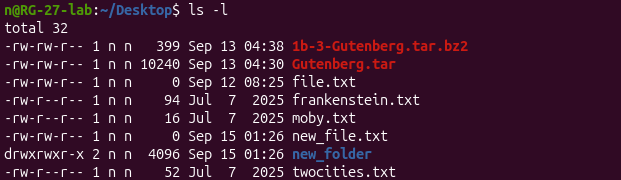 n@RG-27-lab:~/Desktop$ ls -l
total 32
-rw-rw-r-- 1 n n   399 Sep 13 04:38 1b-3-Gutenberg.tar.bz2
-rw-rw-r-- 1 n n 10240 Sep 13 04:30 Gutenberg.tar
-rw-rw-r-- 1 n n     0 Sep 12 08:25 file.txt
-rw-r--r-- 1 n n    94 Jul  7  2025 frankenstein.txt
-rw-r--r-- 1 n n    16 Jul  7  2025 moby.txt
-rw-rw-r-- 1 n n     0 Sep 15 01:26 new_file.txt
drwxrwxr-x 2 n n  4096 Sep 15 01:26 new_folder
-rw-r--r-- 1 n n    52 Jul  7  2025 twocities.txt